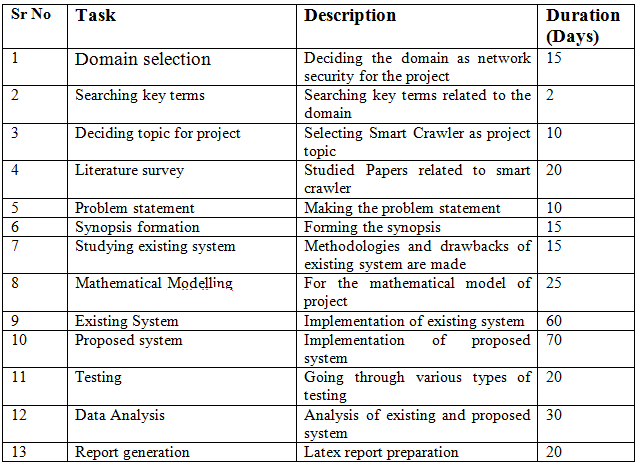 Sr No Task Description Duration
(Days)
1 Domain selection Deciding the domain as network 15
security for the project
2 Searching key terms Searching key terms related to the 2
domain
3 Deciding topic for project Selecting Smart Crawler as project 10
topic
4 Literature survey Studied Papers related to smart 20
crawler
5 Problem statement Making the problem statement 10
6 Synopsis formation Forming the synopsis 15
7 Studying existing system Methodologies and drawbacks of 15
existing system are made
8 Mathematical Modelling For the mathematical model of 25
project
9 Existing System Implementation of existing system 60
10 Proposed system Implementation of proposed 70
system
11 Testing Going through various types of 20
testing
12 Data Analysis Analysis of existing and proposed 30
system
13 Report generation Latex report preparation 20